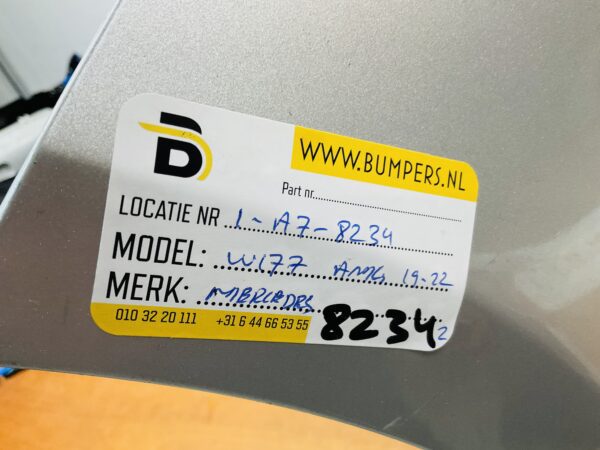 B
WWW.BUMPERS.NL
Part nr.
LOCATIE NR 1-A7-8234
MODEL: W177 AMG 19-22
MERK: MERCEDES
010 32 20 111 +31 6 44 66 53 55 8234 2